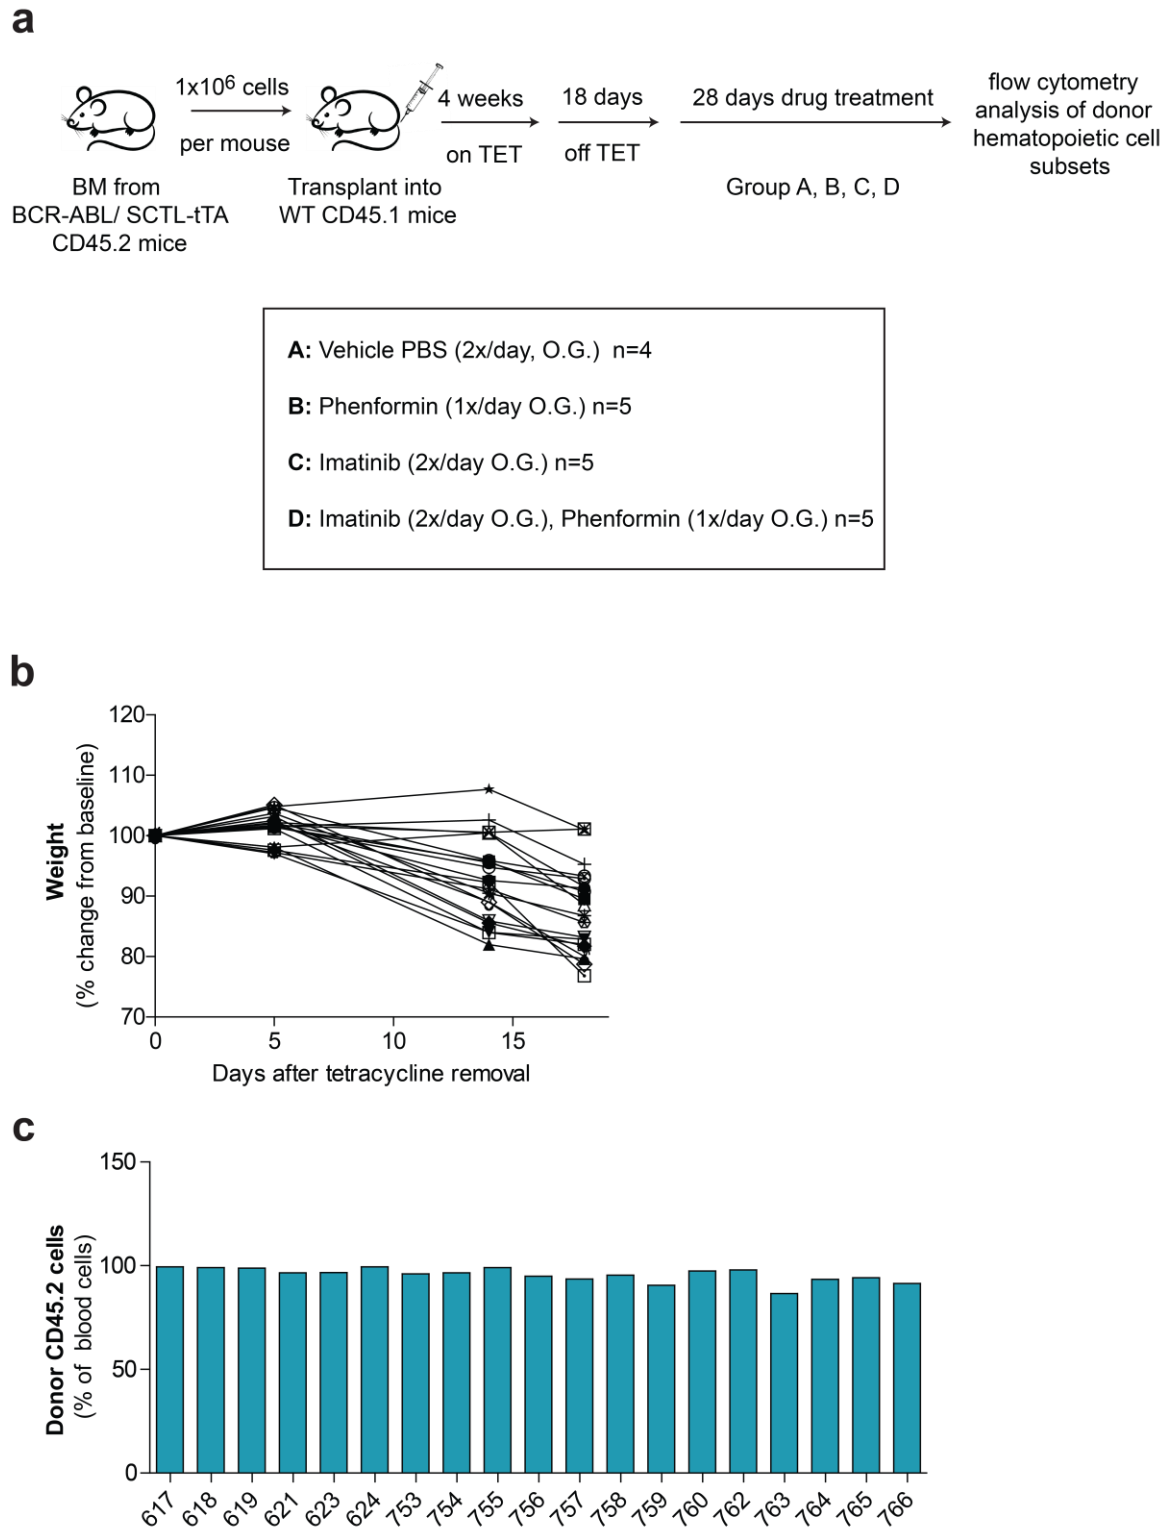 a
1x10⁶ cells
per mouse
4 weeks
on TET
18 days
off TET
28 days drug treatment
Group A, B, C, D
flow cytometry
analysis of donor
hematopoietic cell
subsets
BM from
BCR-ABL/ SCTL-tTA
CD45.2 mice
Transplant into
WT CD45.1 mice
A: Vehicle PBS (2x/day, O.G.) n=4
B: Phenformin (1x/day O.G.) n=5
C: Imatinib (2x/day O.G.) n=5
D: Imatinib (2x/day O.G.), Phenformin (1x/day O.G.) n=5
b
Weight
(% change from baseline)
120
110
100
90
80
70
0 5 10 15
Days after tetracycline removal
c
Donor CD45.2 cells
(% of blood cells)
150
100
50
0
617 618 619 621 623 624 753 754 755 756 757 758 759 760 762 763 764 765 766